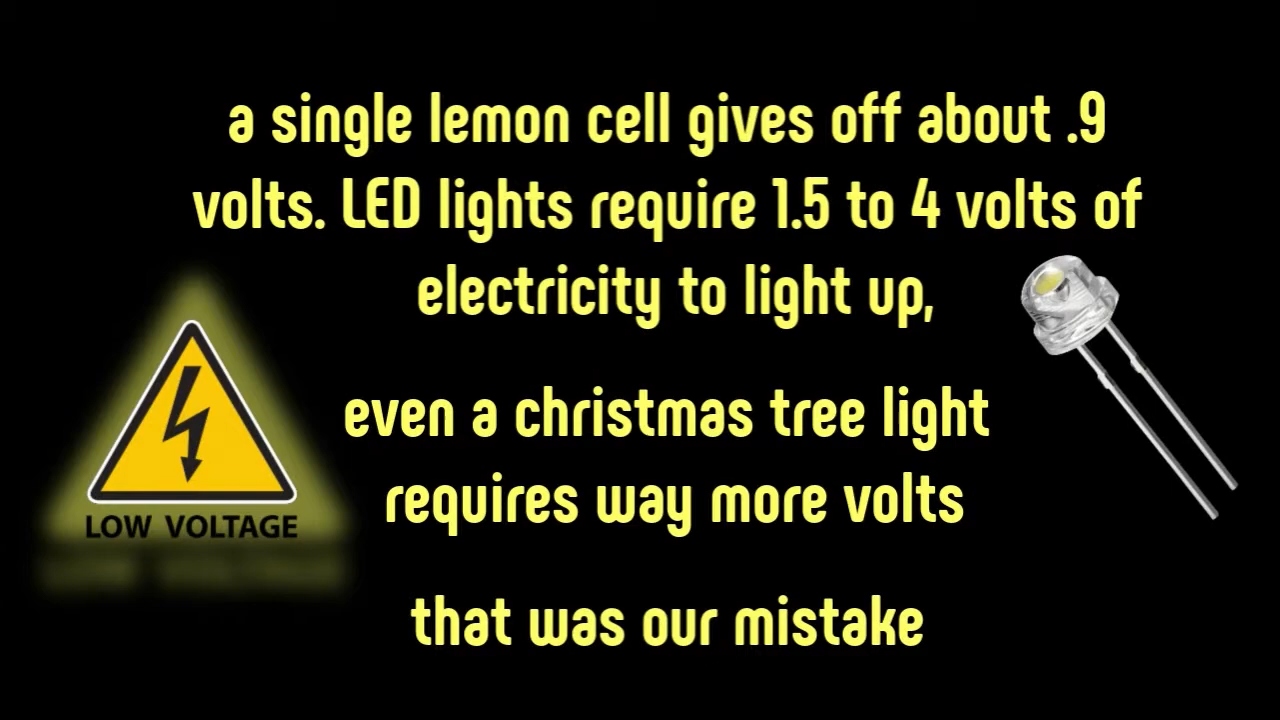 a single lemon cell gives off about .9
volts. LED lights require 1.5 to 4 volts of
electricity to light up,
even a christmas tree light
requires way more volts
LOW VOLTAGE
that was our mistake